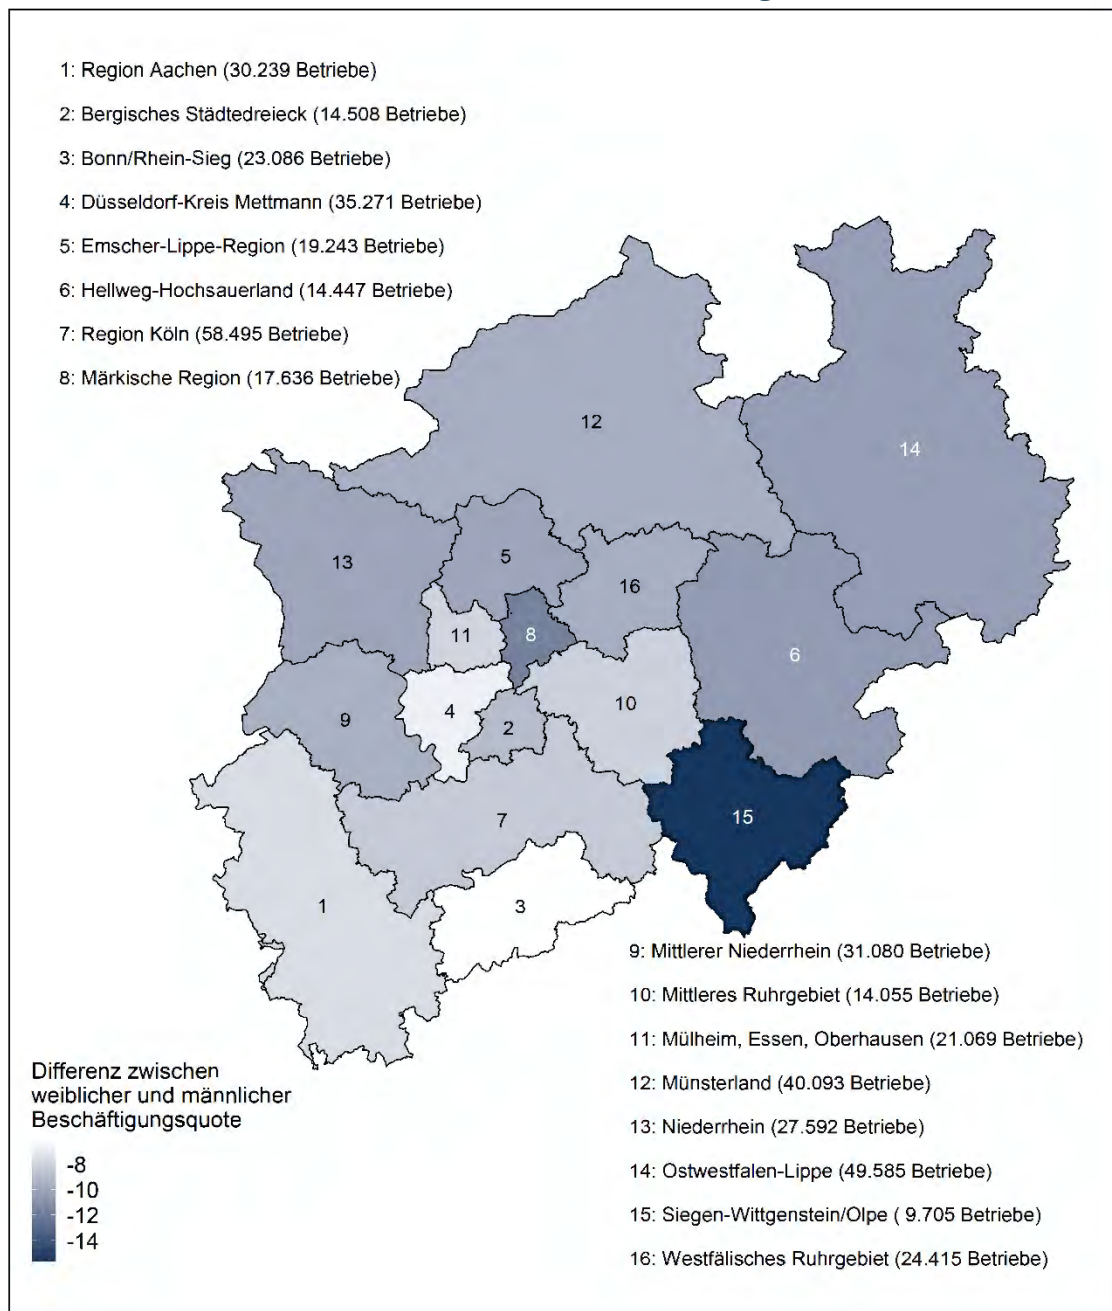 1: Region Aachen (30.239 Betriebe)
2: Bergisches Städtedreieck (14.508 Betriebe)
3: Bonn/Rhein-Sieg (23.086 Betriebe)
4: Düsseldorf-Kreis Mettmann (35.271 Betriebe)
5: Emscher-Lippe-Region (19.243 Betriebe)
6: Hellweg-Hochsauerland (14.447 Betriebe)
7: Region Köln (58.495 Betriebe)
8: Märkische Region (17.636 Betriebe)
12
14
13
5
16
11
8
6
9
4
2
10
7
15
1
3
9: Mittlerer Niederrhein (31.080 Betriebe)
10: Mittleres Ruhrgebiet (14.055 Betriebe)
11: Mülheim, Essen, Oberhausen (21.069 Betriebe)
12: Münsterland (40.093 Betriebe)
13: Niederrhein (27.592 Betriebe)
14: Ostwestfalen-Lippe (49.585 Betriebe)
15: Siegen-Wittgenstein/Olpe ( 9.705 Betriebe)
16: Westfälisches Ruhrgebiet (24.415 Betriebe)
Differenz zwischen
weiblicher und männlicher
Beschäftigungsquote
-8
-10
-12
-14